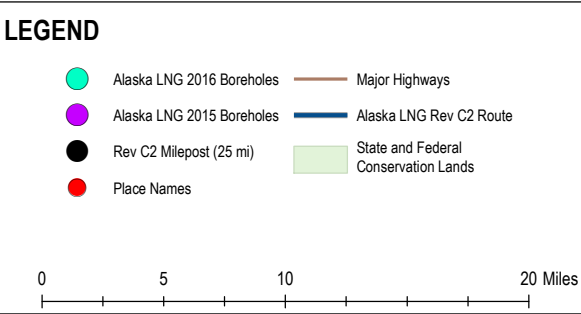 LEGEND
Alaska LNG 2016 Boreholes
Alaska LNG 2015 Boreholes
Rev C2 Milepost (25 mi)
Place Names
Major Highways
Alaska LNG Rev C2 Route
State and Federal
Conservation Lands
0 5 10 20 Miles